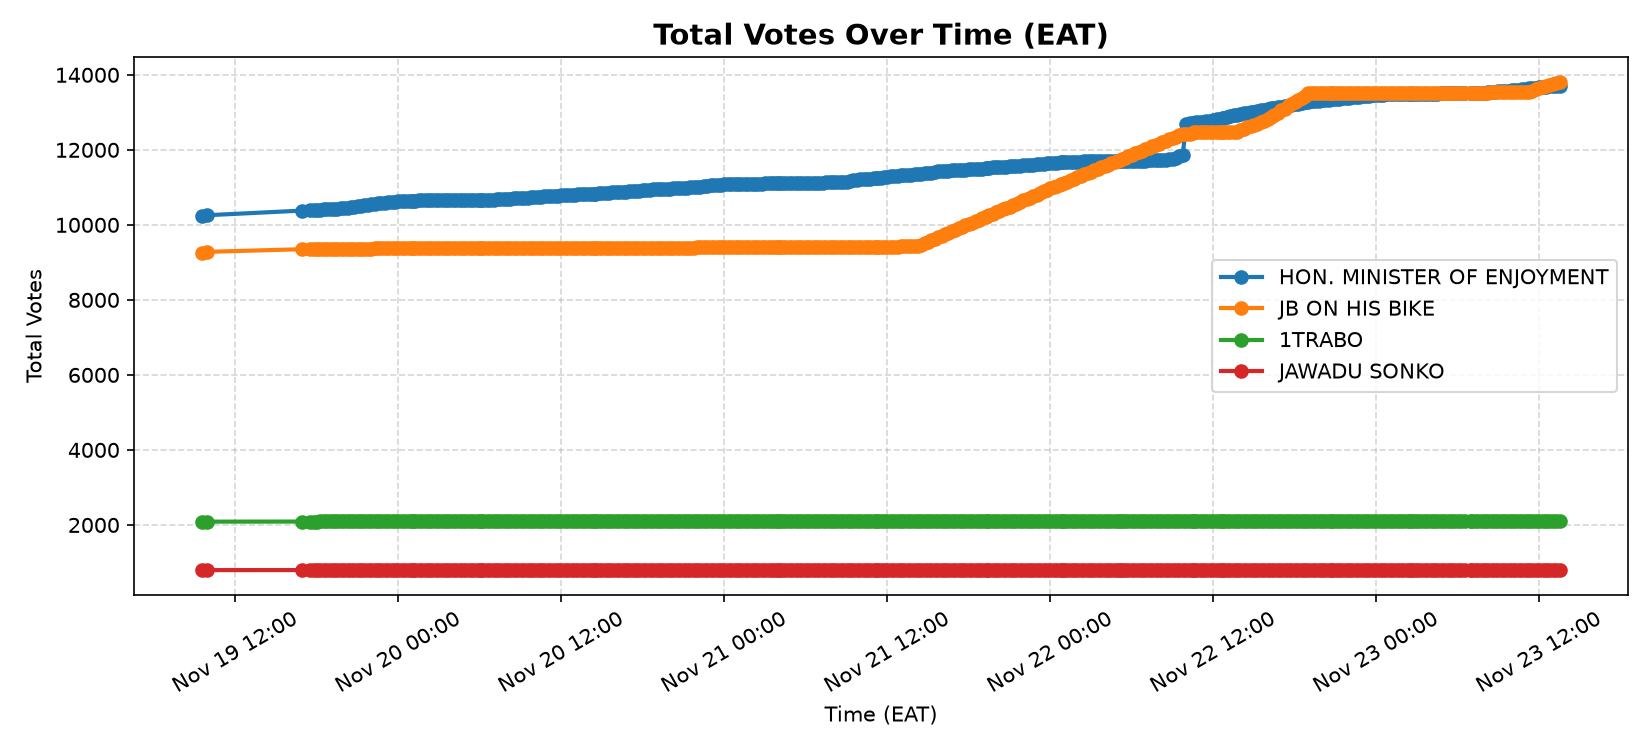 Total Votes Over Time (EAT)
Total Votes
14000
12000
10000
8000
6000
4000
2000
HON. MINISTER OF ENJOYMENT
JB ON HIS BIKE
1TRABO
JAWADU SONKO
Nov 19 12:00
Nov 20 00:00
Nov 20 12:00
Nov 21 00:00
Nov 21 12:00
Nov 22 00:00
Nov 22 12:00
Nov 23 00:00
Nov 23 12:00
Time (EAT)